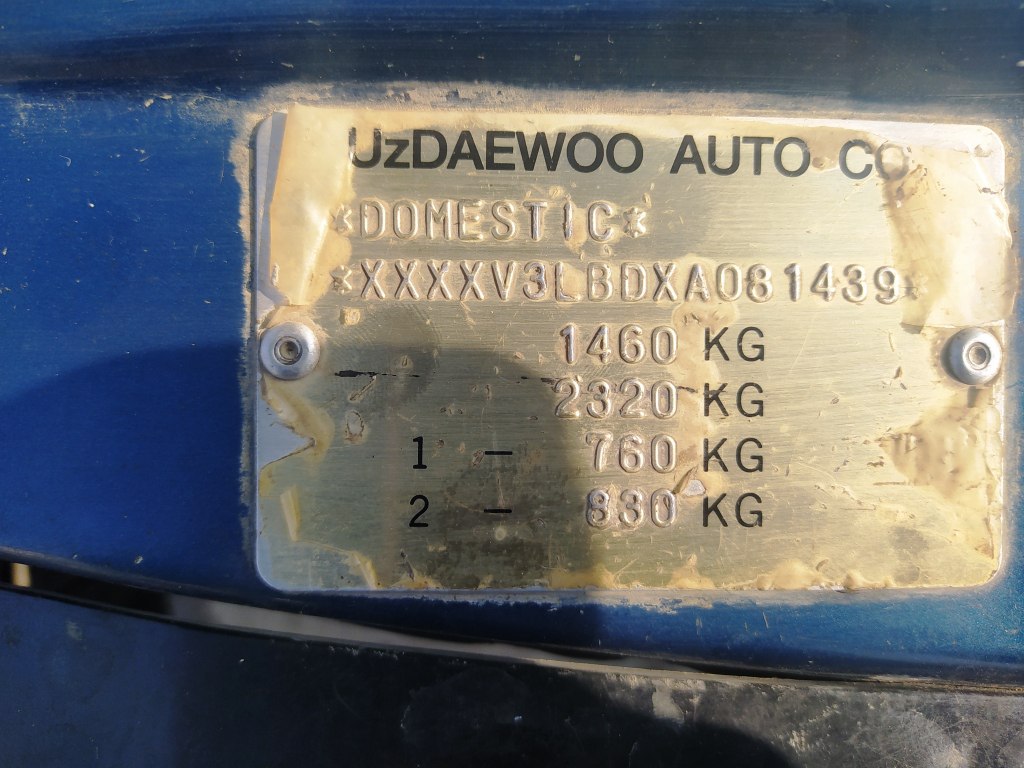 UzDAEWOO AUTO CO
*DOMESTIC*
*XXXXV3LBDXA081439*
1460 KG
2320 KG
1 - 760 KG
2 - 830 KG